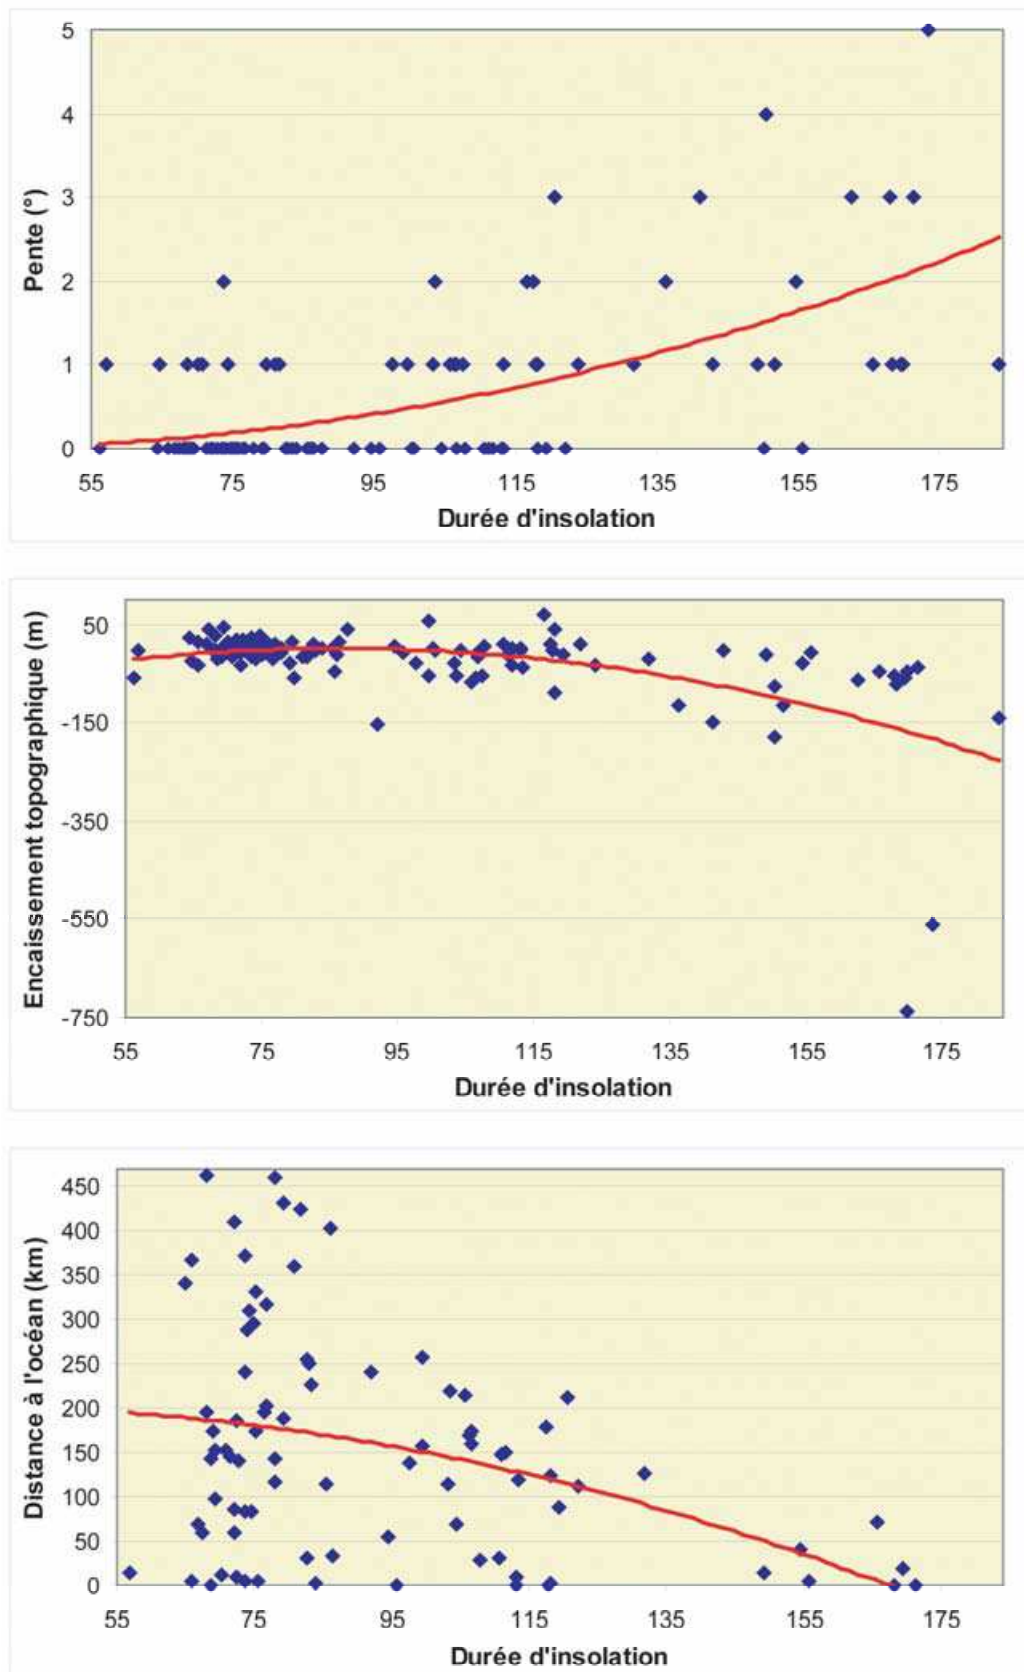 Pente (°)
5
4
3
2
1
0
55 75 95 115 135 155 175
Durée d'insolation
Encaissement topographique (m)
50
-150
-350
-550
-750
55 75 95 115 135 155 175
Durée d'insolation
Distance à l'océan (km)
450
400
350
300
250
200
150
100
50
0
55 75 95 115 135 155 175
Durée d'insolation